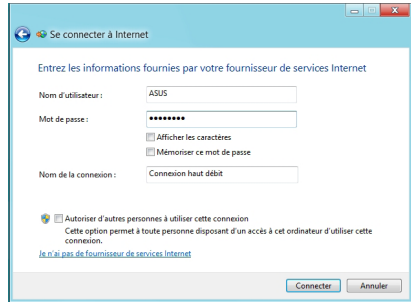 Se connecter à Internet
Entrez les informations fournies par votre fournisseur de services Internet
Nom d'utilisateur :
ASUS
Mot de passe :
••••••••
Afficher les caractères
Mémoriser ce mot de passe
Nom de la connexion :
Connexion haut débit
Autoriser d'autres personnes à utiliser cette connexion
Cette option permet à toute personne disposant d'un accès à cet ordinateur d'utiliser cette
connexion.
Je n'ai pas de fournisseur de services Internet
Connecter
Annuler